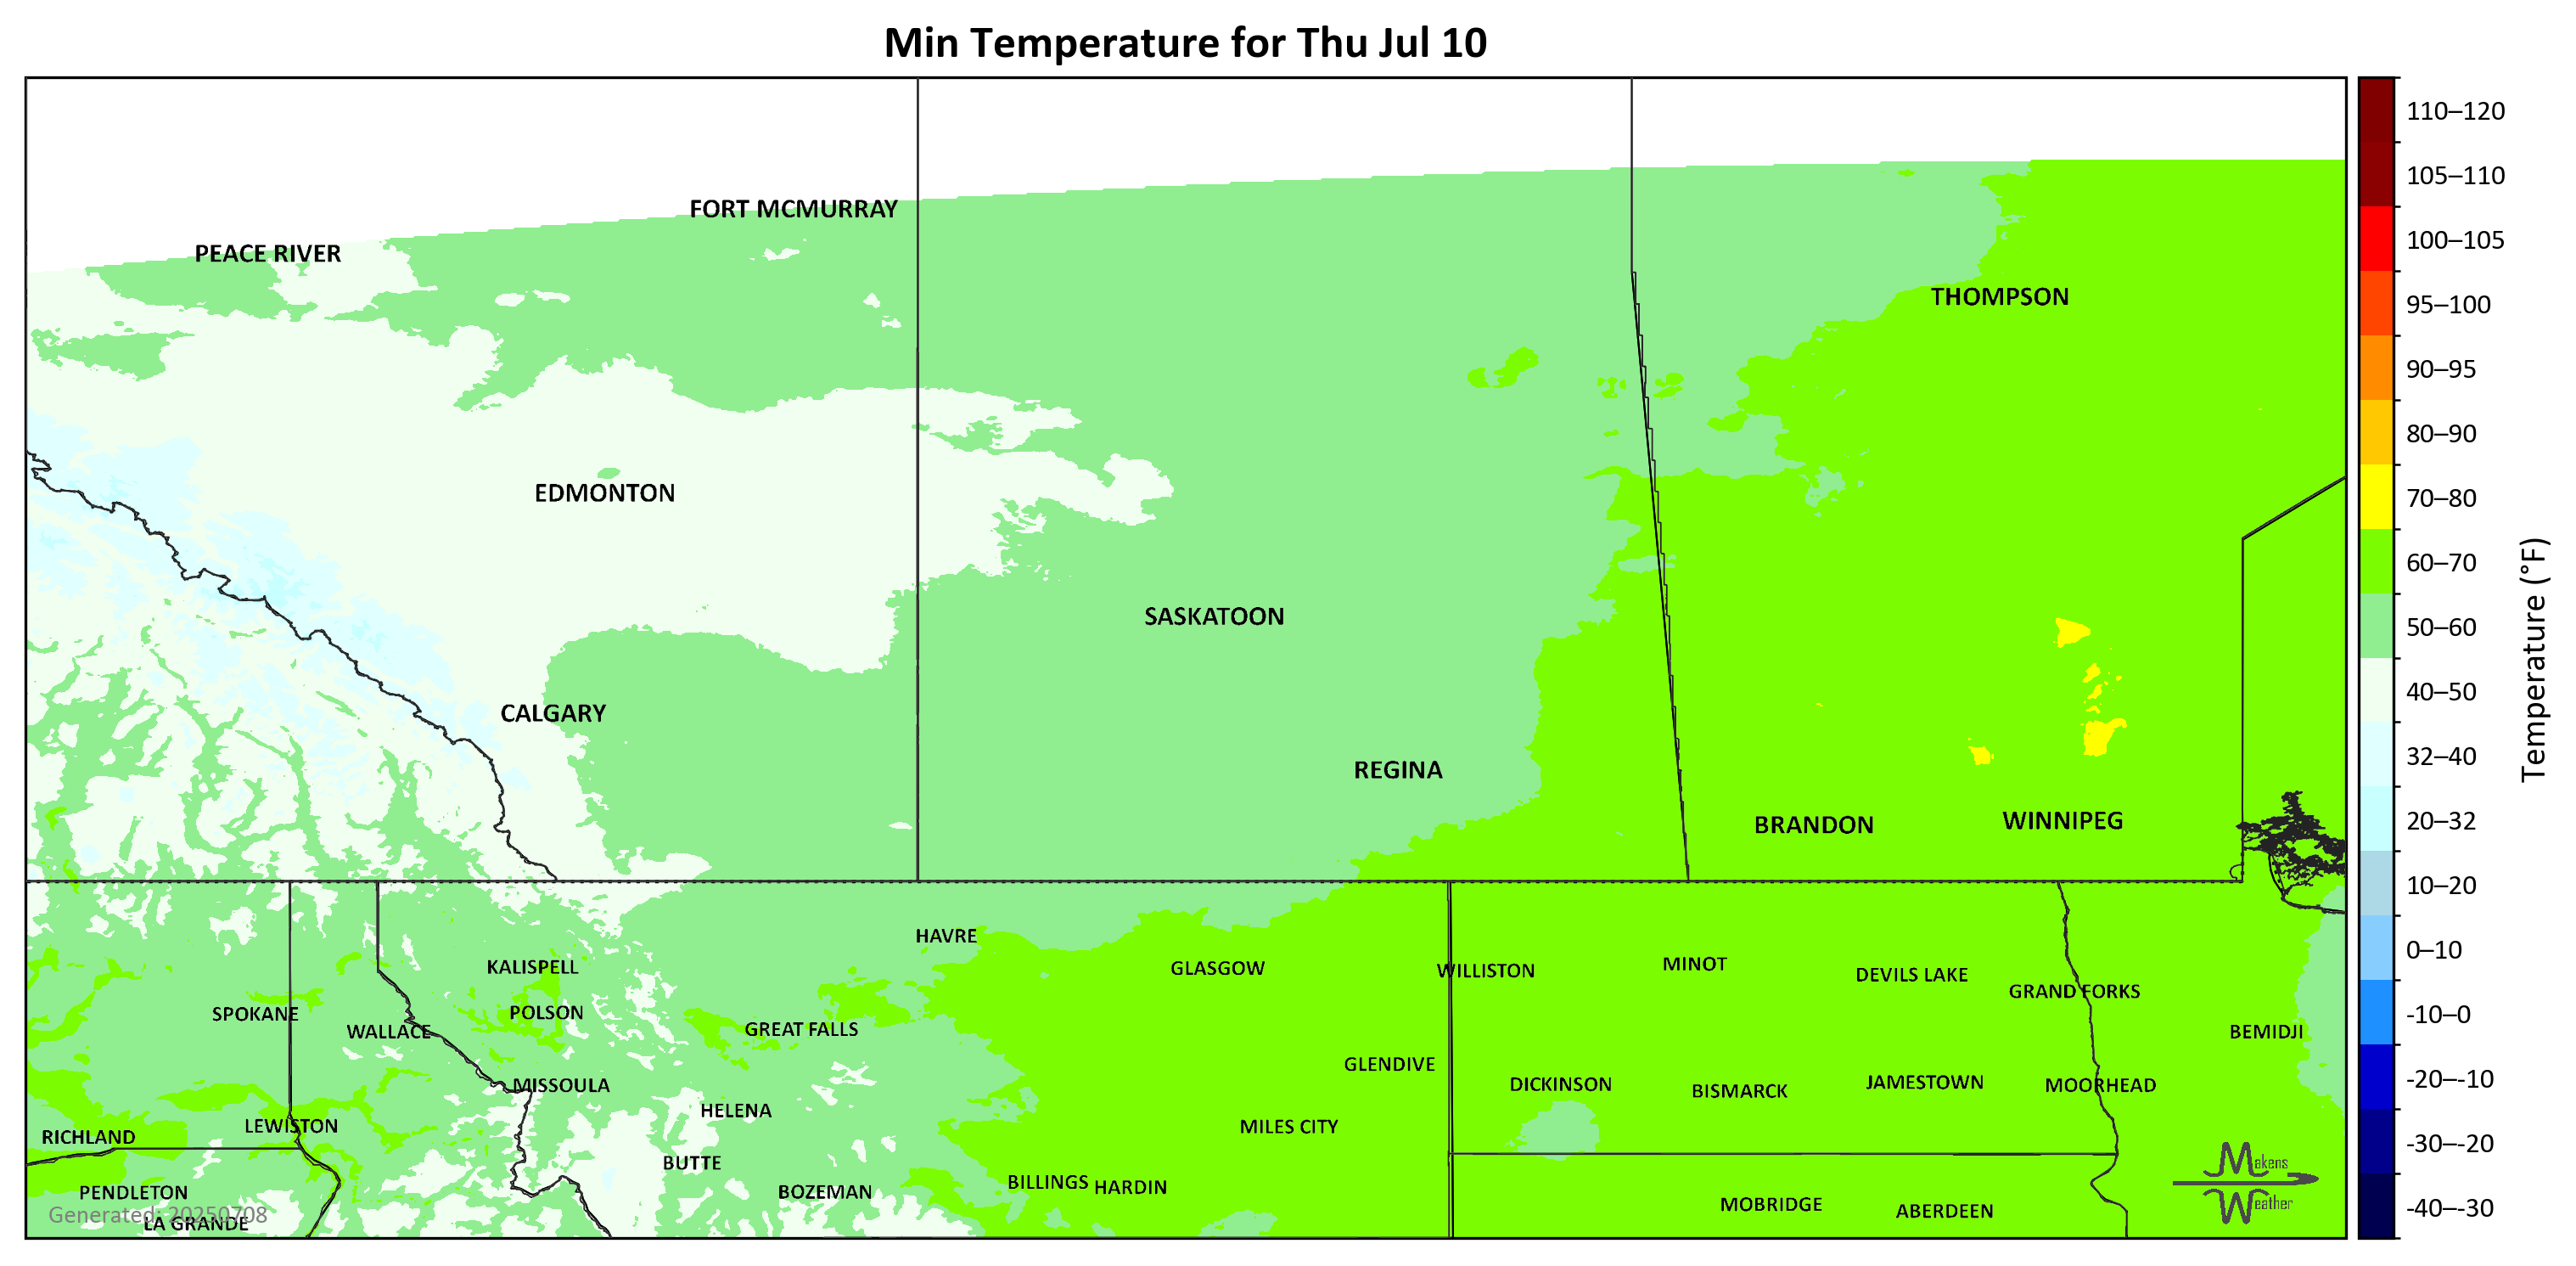 Min Temperature for Thu Jul 10
110–120
105–110
100–105
95–100
90–95
80–90
70–80
60–70
50–60
40–50
32–40
20–32
10–20
0–10
-10–0
-20–-10
-30–-20
-40–-30
Temperature (°F)
FORT MCMURRAY
PEACE RIVER
THOMPSON
EDMONTON
SASKATOON
CALGARY
REGINA
BRANDON
WINNIPEG
HAVRE
KALISPELL
GLASGOW
WILLISTON
MINOT
DEVILS LAKE
GRAND FORKS
SPOKANE
POLSON
WALLACE
GREAT FALLS
BEMIDJI
GLENDIVE
MISSOULA
DICKINSON
BISMARCK
JAMESTOWN
MOORHEAD
HELENA
LEWISTON
MILES CITY
RICHLAND
BUTTE
PENDLETON
BOZEMAN
BILLINGS
HARDIN
MOBRIDGE
ABERDEEN
Generated: 20250708
LA GRANDE
Makens
Weather